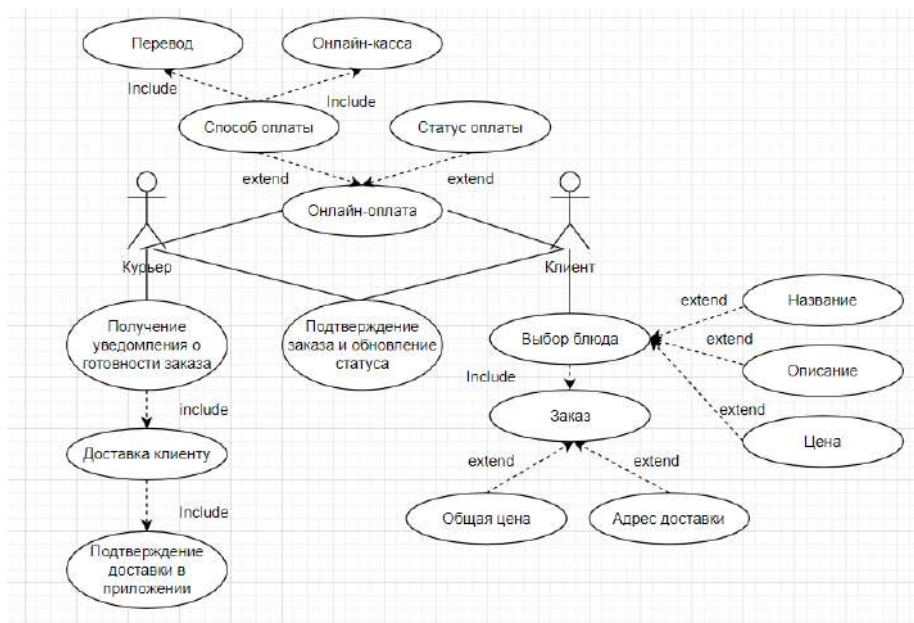 Перевод
Онлайн-касса
Include
Include
Способ оплаты
Статус оплаты
extend
extend
Онлайн-оплата
Курьер
Клиент
Получение
уведомления о
готовности заказа
Подтверждение
заказа и обновление
статуса
Выбор блюда
extend
Название
extend
Описание
extend
Цена
Include
Заказ
include
Доставка клиенту
extend
extend
Общая цена
Адрес доставки
Include
Подтверждение
доставки в
приложении